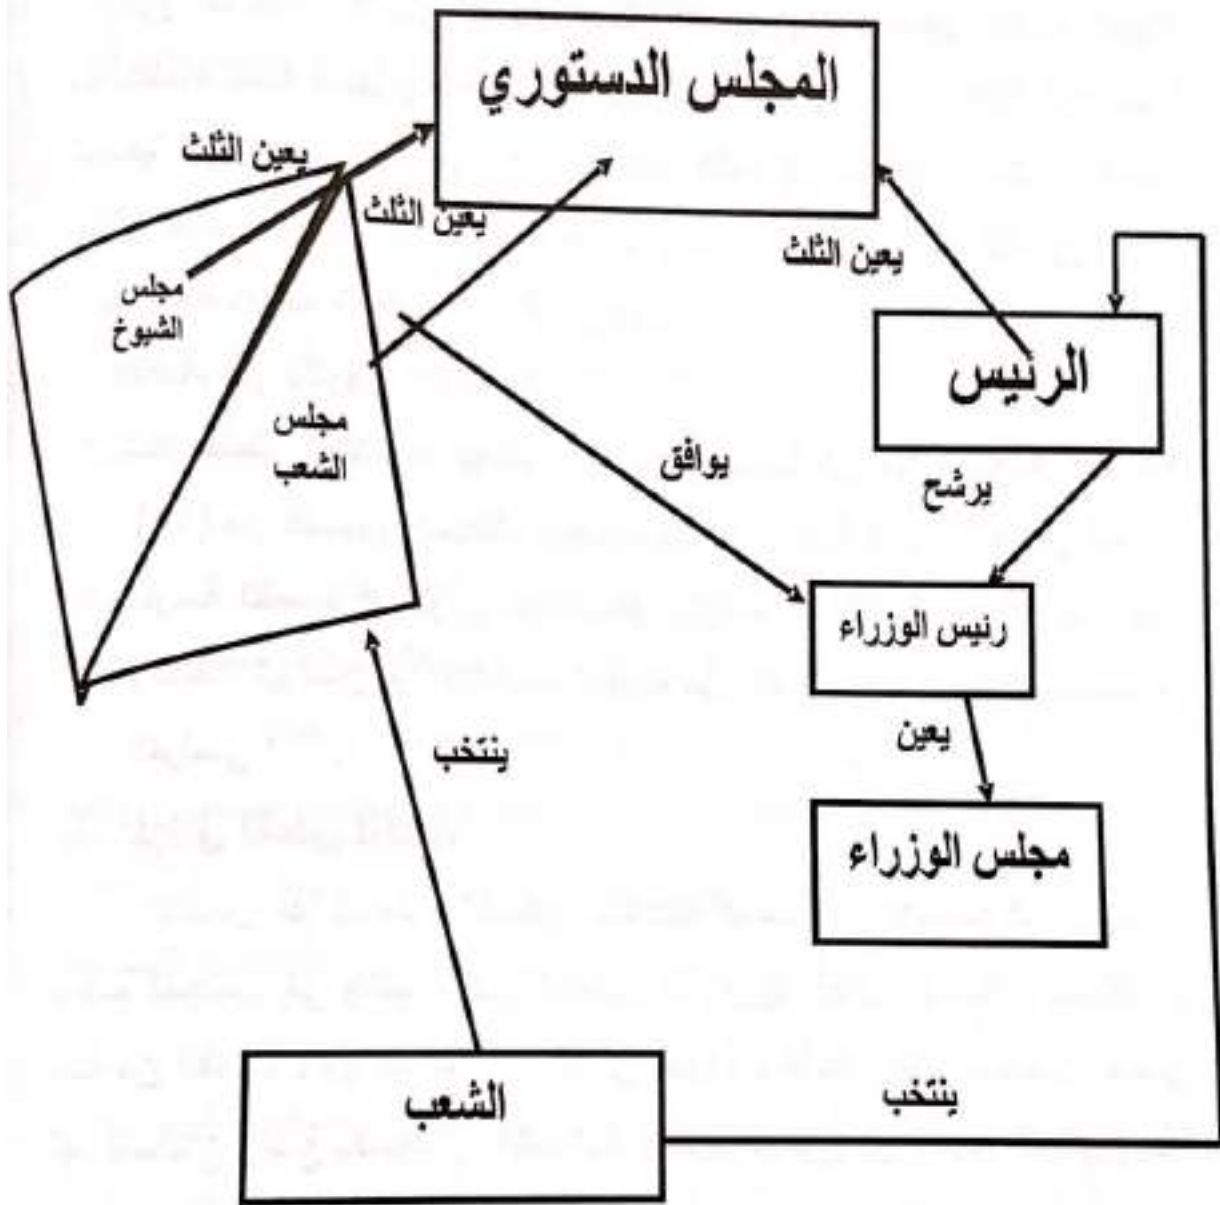 المجلس الدستوري
يعين الثلث
يعين الثلث
يعين الثلث
مجلس
الشيوخ
الرئيس
مجلس
الشعب
يوافق
يرشح
رئيس الوزراء
يعين
ينتخب
مجلس الوزراء
الشعب
ينتخب